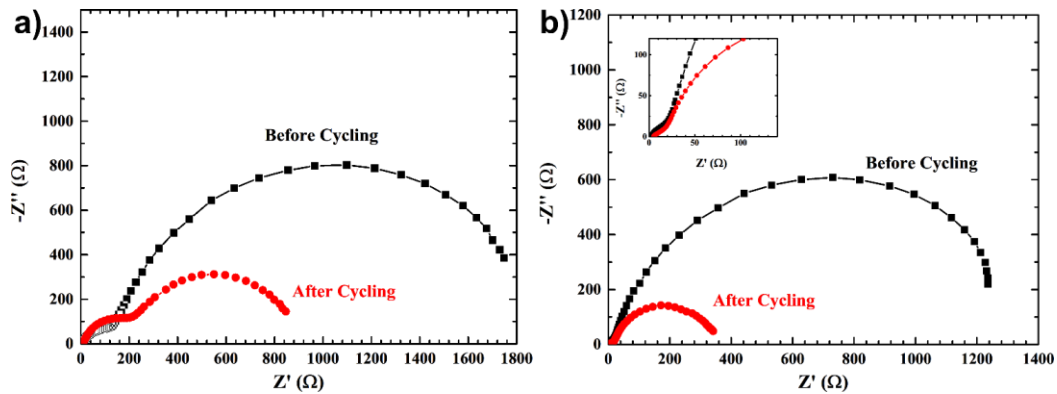 a)
1400
1200
1000
800
600
400
200
0
-Z'' (Ω)
Before Cycling
After Cycling
0 200 400 600 800 1000 1200 1400 1600 1800
Z' (Ω)
b)
1200
1000
800
600
400
200
0
-Z'' (Ω)
100
50
0
-Z'' (Ω)
0 50 100
Z' (Ω)
Before Cycling
After Cycling
0 200 400 600 800 1000 1200 1400
Z' (Ω)